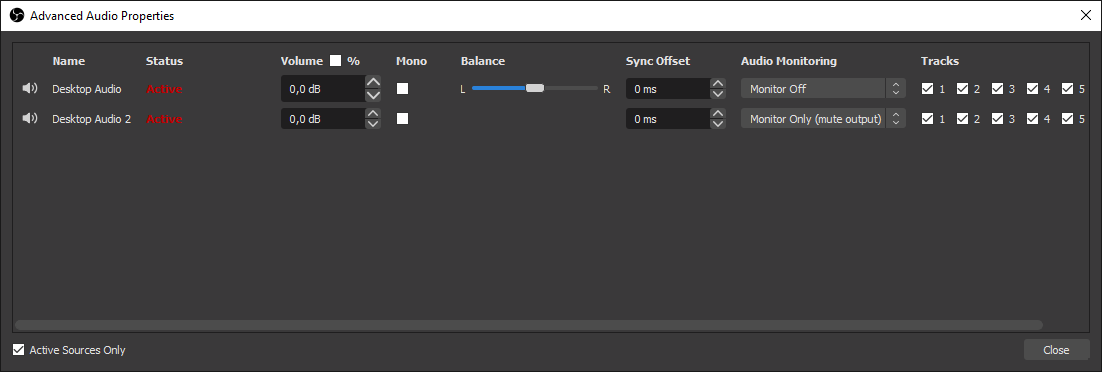 Advanced Audio Properties
Name Status Volume % Mono Balance Sync Offset Audio Monitoring Tracks
Desktop Audio Active 0,0 dB L R 0 ms Monitor Off 1 2 3 4 5
Desktop Audio 2 Active 0,0 dB 0 ms Monitor Only (mute output) 1 2 3 4 5
Active Sources Only Close